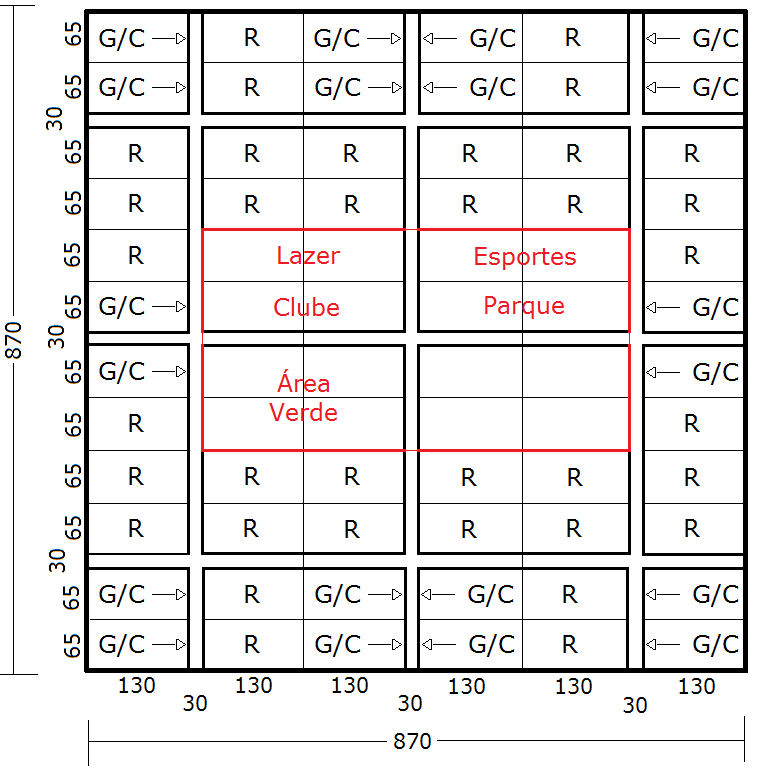 65 G/C R G/C G/C R G/C
65 G/C R G/C G/C R G/C
30
65 R R R R R R
65 R R R R R R
65 R Lazer Esportes R
65 G/C Clube Parque G/C
870
30
65 G/C Área G/C
65 R Verde R
65 R R R R R R
65 R R R R R R
30
65 G/C R G/C G/C R G/C
65 G/C R G/C G/C R G/C
130 130 130 130 130 130
30 30 30
870